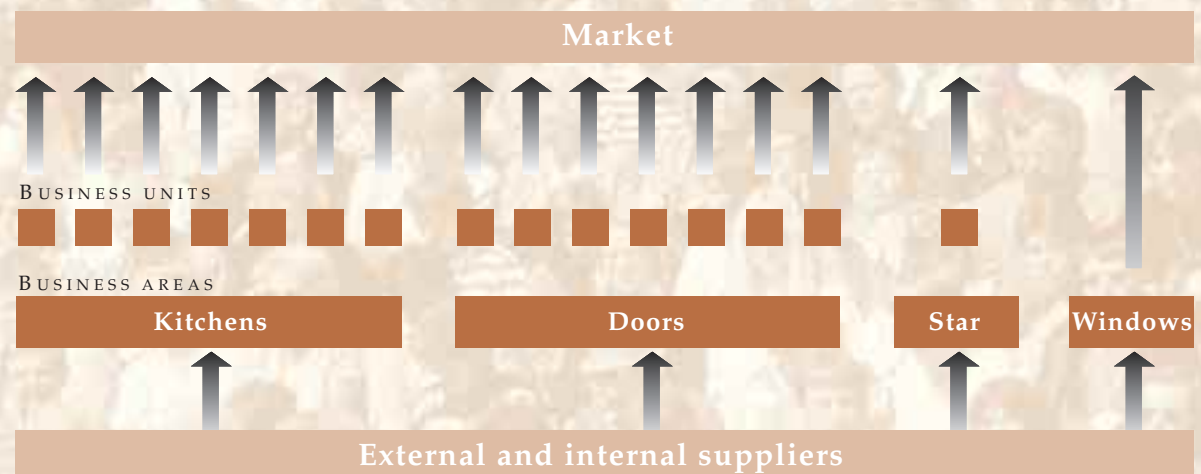 Market
BUSINESS UNITS
BUSINESS AREAS
Kitchens
Doors
Star
Windows
External and internal suppliers